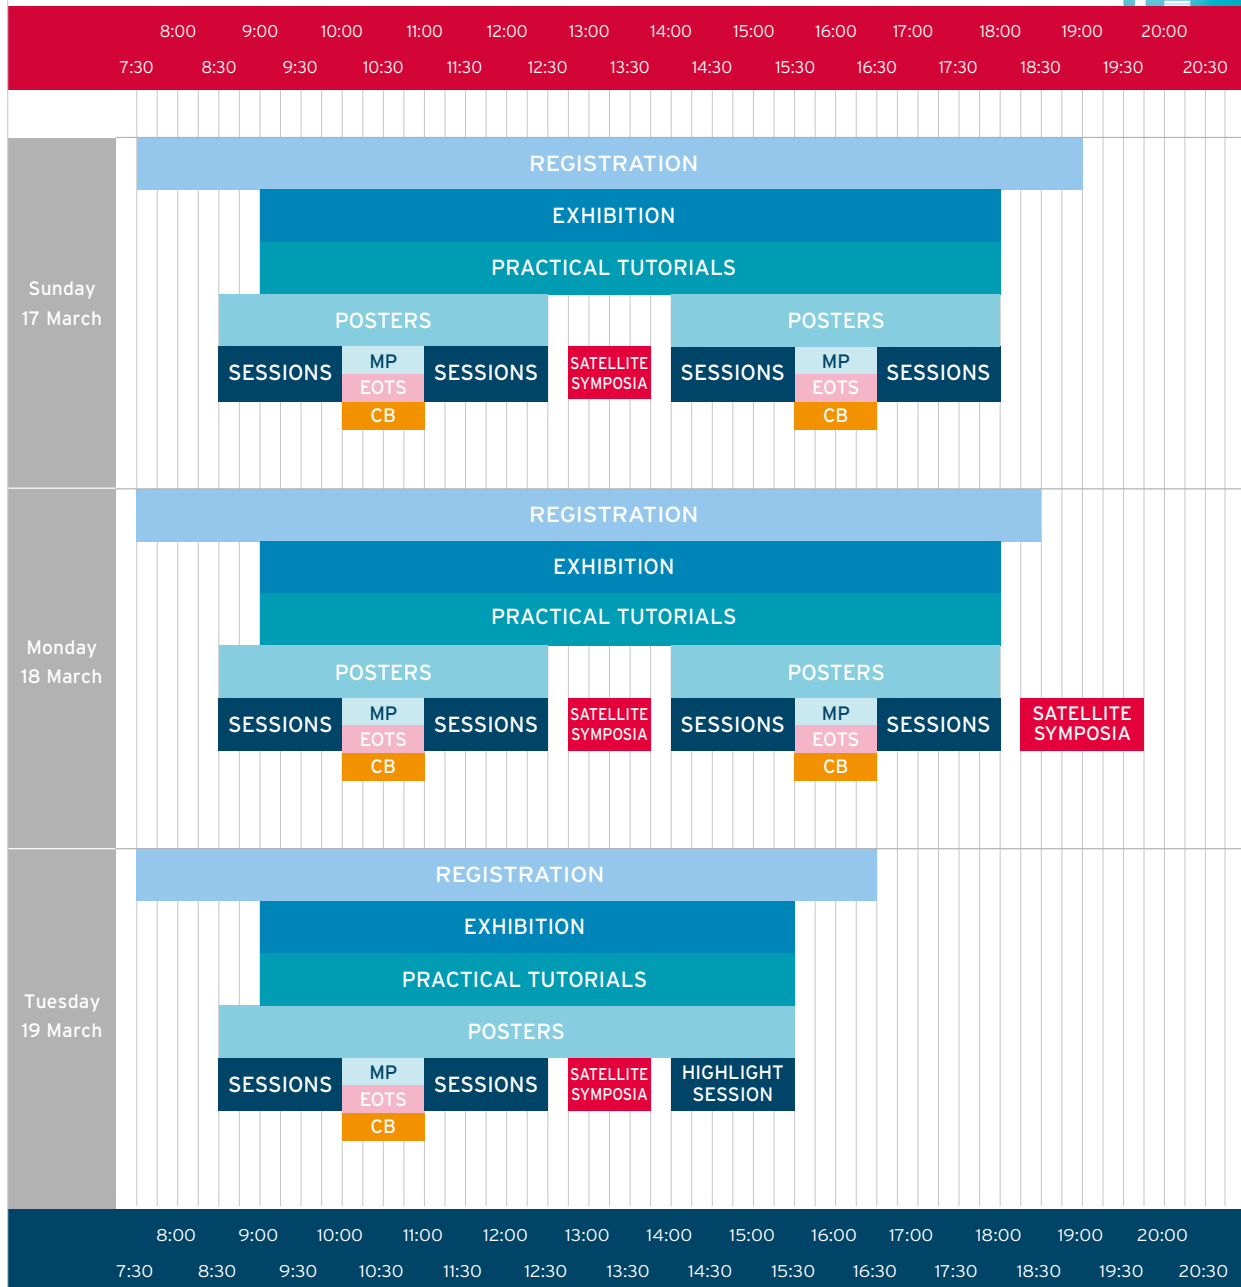 8:00 9:00 10:00 11:00 12:00 13:00 14:00 15:00 16:00 17:00 18:00 19:00 20:00
7:30 8:30 9:30 10:30 11:30 12:30 13:30 14:30 15:30 16:30 17:30 18:30 19:30 20:30
Sunday
17 March
REGISTRATION
EXHIBITION
PRACTICAL TUTORIALS
POSTERS POSTERS
SESSIONS MP SESSIONS SATELLITE SESSIONS MP SESSIONS
EOTS SYMPOSIA EOTS
CB CB
Monday
18 March
REGISTRATION
EXHIBITION
PRACTICAL TUTORIALS
POSTERS POSTERS
SESSIONS MP SESSIONS SATELLITE SESSIONS MP SESSIONS SATELLITE
EOTS SYMPOSIA EOTS SYMPOSIA
CB CB
Tuesday
19 March
REGISTRATION
EXHIBITION
PRACTICAL TUTORIALS
POSTERS
SESSIONS MP SESSIONS SATELLITE HIGHLIGHT
EOTS SYMPOSIA SESSION
CB
8:00 9:00 10:00 11:00 12:00 13:00 14:00 15:00 16:00 17:00 18:00 19:00 20:00
7:30 8:30 9:30 10:30 11:30 12:30 13:30 14:30 15:30 16:30 17:30 18:30 19:30 20:30